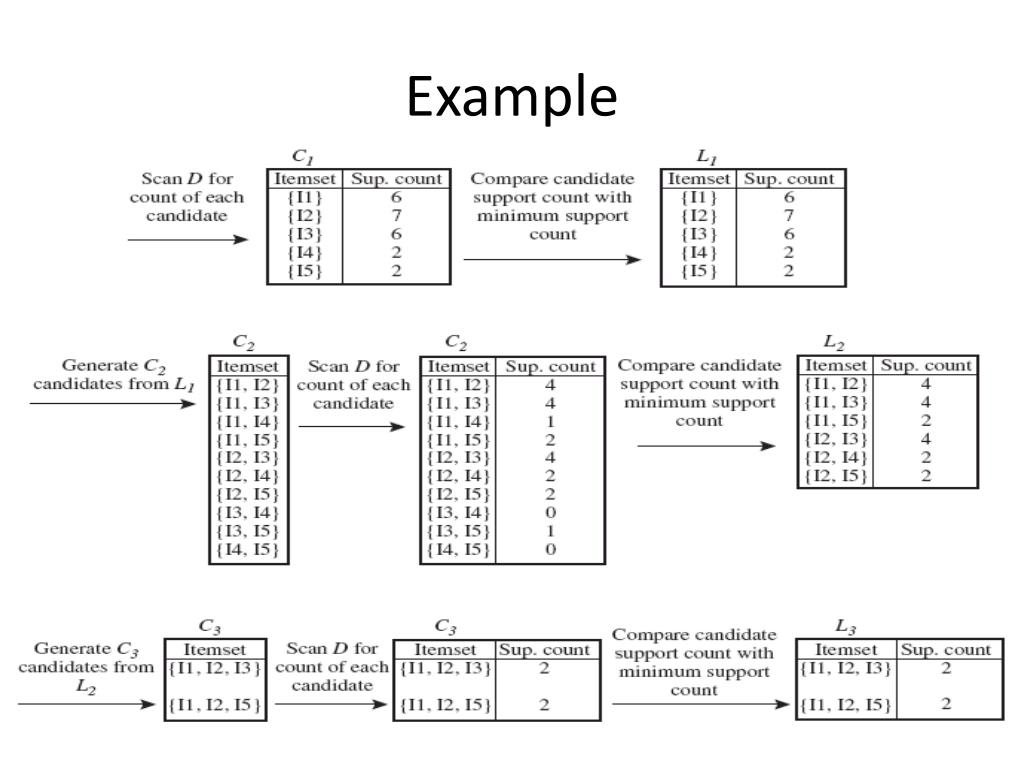 Example
C1
L1
Scan D for
count of each
candidate
Itemset Sup. count
{I1} 6
{I2} 7
{I3} 6
{I4} 2
{I5} 2
Compare candidate
support count with
minimum support
count
Itemset Sup. count
{I1} 6
{I2} 7
{I3} 6
{I4} 2
{I5} 2
Generate C2
candidates from L1
C2
Itemset
{I1, I2}
{I1, I3}
{I1, I4}
{I1, I5}
{I2, I3}
{I2, I4}
{I2, I5}
{I3, I4}
{I3, I5}
{I4, I5}
Scan D for
count of each
candidate
C2
Itemset Sup. count
{I1, I2} 4
{I1, I3} 4
{I1, I4} 1
{I1, I5} 2
{I2, I3} 4
{I2, I4} 2
{I2, I5} 2
{I3, I4} 0
{I3, I5} 1
{I4, I5} 0
Compare candidate
support count with
minimum support
count
L2
Itemset Sup. count
{I1, I2} 4
{I1, I3} 4
{I1, I5} 2
{I2, I3} 4
{I2, I4} 2
{I2, I5} 2
Generate C3
candidates from
L2
C3
Itemset
{I1, I2, I3}
{I1, I2, I5}
Scan D for
count of each
candidate
C3
Itemset Sup. count
{I1, I2, I3} 2
{I1, I2, I5} 2
Compare candidate
support count with
minimum support
count
L3
Itemset Sup. count
{I1, I2, I3} 2
{I1, I2, I5} 2